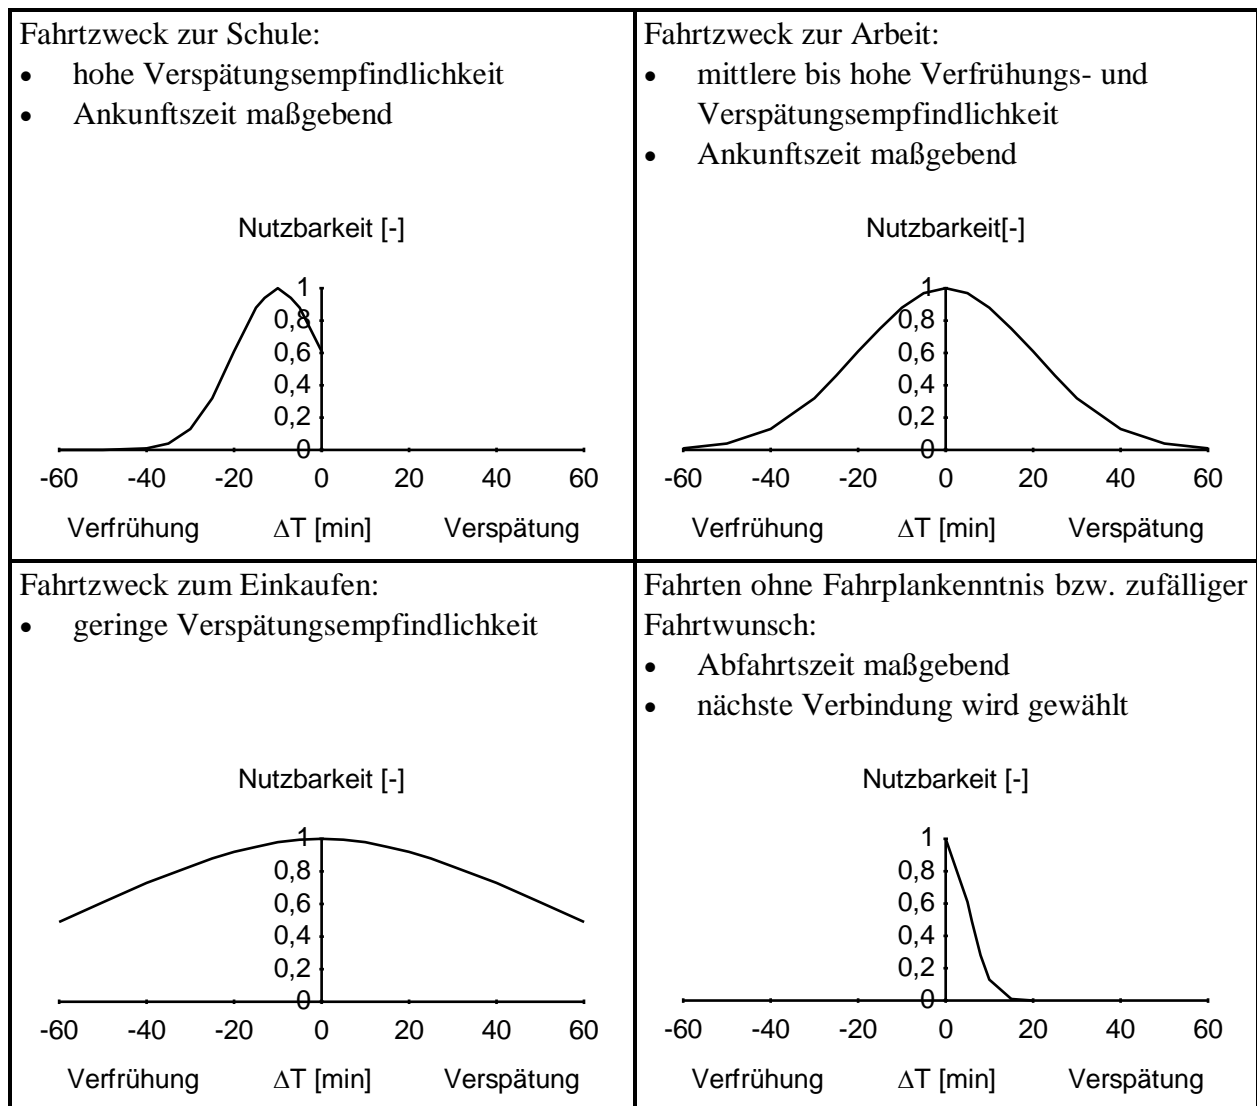 Fahrtzweck zur Schule:
• hohe Verspätungsempfindlichkeit
• Ankunftszeit maßgebend
Nutzbarkeit [-]
1
0,8
0,6
0,4
0,2
0
-60 -40 -20 0 20 40 60
Verfrühung ΔT [min] Verspätung
Fahrtzweck zur Arbeit:
• mittlere bis hohe Verfrühungs- und
Verspätungsempfindlichkeit
• Ankunftszeit maßgebend
Nutzbarkeit[-]
1
0,8
0,6
0,4
0,2
0
-60 -40 -20 0 20 40 60
Verfrühung ΔT [min] Verspätung
Fahrtzweck zum Einkaufen:
• geringe Verspätungsempfindlichkeit
Nutzbarkeit [-]
1
0,8
0,6
0,4
0,2
0
-60 -40 -20 0 20 40 60
Verfrühung ΔT [min] Verspätung
Fahrten ohne Fahrplankenntnis bzw. zufälliger
Fahrtwunsch:
• Abfahrtszeit maßgebend
• nächste Verbindung wird gewählt
Nutzbarkeit [-]
1
0,8
0,6
0,4
0,2
0
-60 -40 -20 0 20 40 60
Verfrühung ΔT [min] Verspätung